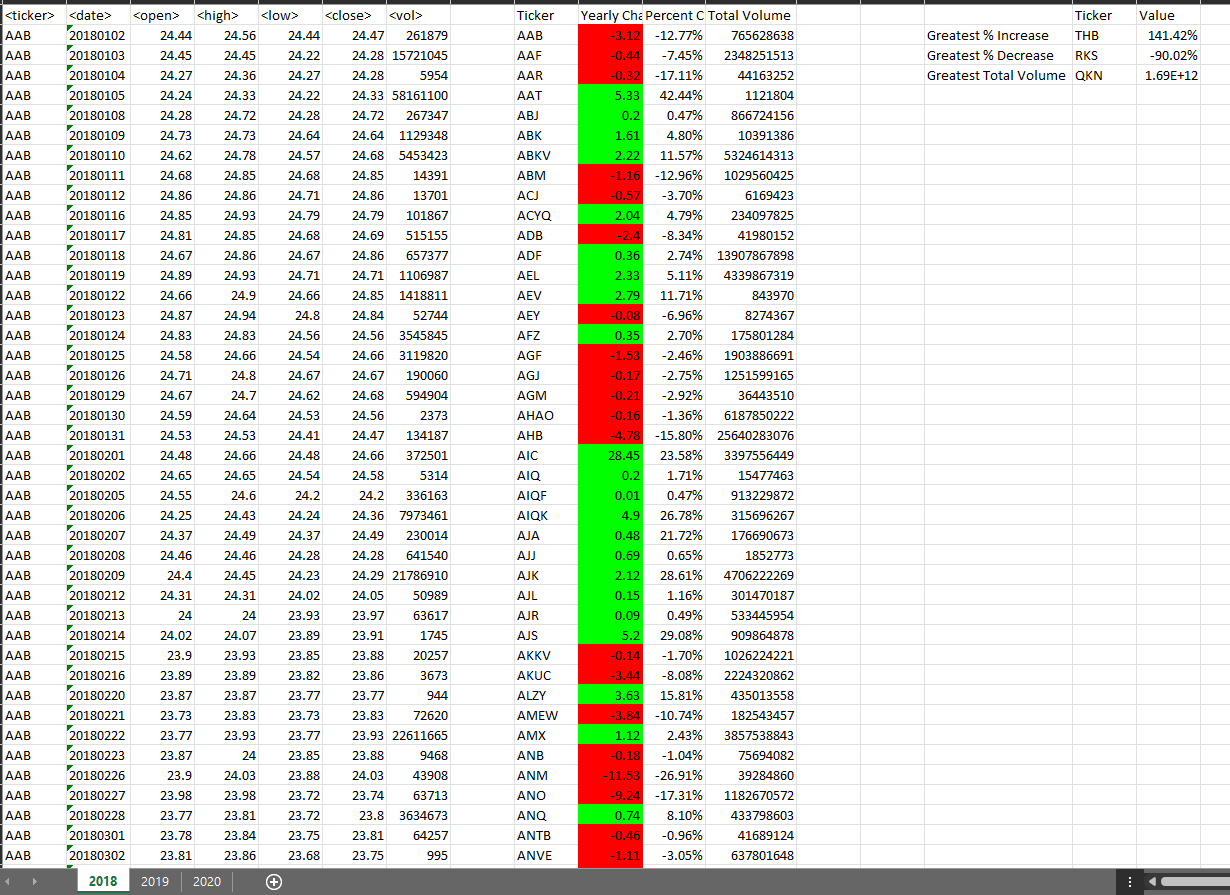 <ticker> <date> <open> <high> <low> <close> <vol> Ticker Yearly Cha Percent C Total Volume Ticker Value
AAB 20180102 24.44 24.56 24.44 24.47 261879 AAB -3.12 -12.77% 765628638 Greatest % Increase THB 141.42%
AAB 20180103 24.45 24.45 24.22 24.28 15721045 AAF -0.44 -7.45% 2348251513 Greatest % Decrease RKS -90.02%
AAB 20180104 24.27 24.36 24.27 24.28 5954 AAR -0.32 -17.11% 44163252 Greatest Total Volume QKN 1.69E+12
AAB 20180105 24.24 24.33 24.22 24.33 58161100 AAT 5.33 42.44% 1121804
AAB 20180108 24.28 24.72 24.28 24.72 267347 ABJ 0.2 0.47% 866724156
AAB 20180109 24.73 24.73 24.64 24.64 1129348 ABK 1.61 4.80% 10391386
AAB 20180110 24.62 24.78 24.57 24.68 5453423 ABKV 2.22 11.57% 5324614313
AAB 20180111 24.68 24.85 24.68 24.85 14391 ABM -1.16 -12.96% 1029560425
AAB 20180112 24.86 24.86 24.71 24.86 13701 ACJ -0.57 -3.70% 6169423
AAB 20180116 24.85 24.93 24.79 24.79 101867 ACYQ 2.04 4.79% 234097825
AAB 20180117 24.81 24.85 24.68 24.69 515155 ADB -2.4 -8.34% 41980152
AAB 20180118 24.67 24.86 24.67 24.86 657377 ADF 0.36 2.74% 13907867898
AAB 20180119 24.89 24.93 24.71 24.71 1106987 AEL 2.33 5.11% 4339867319
AAB 20180122 24.66 24.9 24.66 24.85 1418811 AEV 2.79 11.71% 843970
AAB 20180123 24.87 24.94 24.8 24.84 52744 AEY -0.08 -6.96% 8274367
AAB 20180124 24.83 24.83 24.56 24.56 3545845 AFZ 0.35 2.70% 175801284
AAB 20180125 24.58 24.66 24.54 24.66 3119820 AGF -1.53 -2.46% 1903886691
AAB 20180126 24.71 24.8 24.67 24.67 190060 AGJ -0.17 -2.75% 1251599165
AAB 20180129 24.67 24.7 24.62 24.68 594904 AGM -0.21 -2.92% 36443510
AAB 20180130 24.59 24.64 24.53 24.56 2373 AHAO -0.16 -1.36% 6187850222
AAB 20180131 24.53 24.53 24.41 24.47 134187 AHB -4.78 -15.80% 25640283076
AAB 20180201 24.48 24.66 24.48 24.66 372501 AIC 28.45 23.58% 3397556449
AAB 20180202 24.65 24.65 24.54 24.58 5314 AIQ 0.2 1.71% 15477463
AAB 20180205 24.55 24.6 24.2 24.2 336163 AIQF 0.01 0.47% 913229872
AAB 20180206 24.25 24.43 24.24 24.36 7973461 AIQK 4.9 26.78% 315696267
AAB 20180207 24.37 24.49 24.37 24.49 230014 AJA 0.48 21.72% 176690673
AAB 20180208 24.46 24.46 24.28 24.28 641540 AJJ 0.69 0.65% 1852773
AAB 20180209 24.4 24.45 24.23 24.29 21786910 AJK 2.12 28.61% 4706222269
AAB 20180212 24.31 24.31 24.02 24.05 50989 AJL 0.15 1.16% 301470187
AAB 20180213 24 24 23.93 23.97 63617 AJR 0.09 0.49% 533445954
AAB 20180214 24.02 24.07 23.89 23.91 1745 AJS 5.2 29.08% 909864878
AAB 20180215 23.9 23.93 23.85 23.88 20257 AKKV -0.14 -1.70% 1026224221
AAB 20180216 23.89 23.89 23.82 23.86 3673 AKUC -3.44 -8.08% 2224320862
AAB 20180220 23.87 23.87 23.77 23.77 944 ALZY 3.63 15.81% 435013558
AAB 20180221 23.73 23.83 23.73 23.83 72620 AMEW -3.84 -10.74% 182543457
AAB 20180222 23.77 23.93 23.77 23.93 22611665 AMX 1.12 2.43% 3857538843
AAB 20180223 23.87 24 23.85 23.88 9468 ANB -0.18 -1.04% 75694082
AAB 20180226 23.9 24.03 23.88 24.03 43908 ANM -11.53 -26.91% 39284860
AAB 20180227 23.98 23.98 23.72 23.74 63713 ANO -9.24 -17.31% 1182670572
AAB 20180228 23.77 23.81 23.72 23.8 3634673 ANQ 0.74 8.10% 433798603
AAB 20180301 23.78 23.84 23.75 23.81 64257 ANTB -0.46 -0.96% 41689124
AAB 20180302 23.81 23.86 23.68 23.75 995 ANVE -1.11 -3.05% 637801648
2018 2019 2020